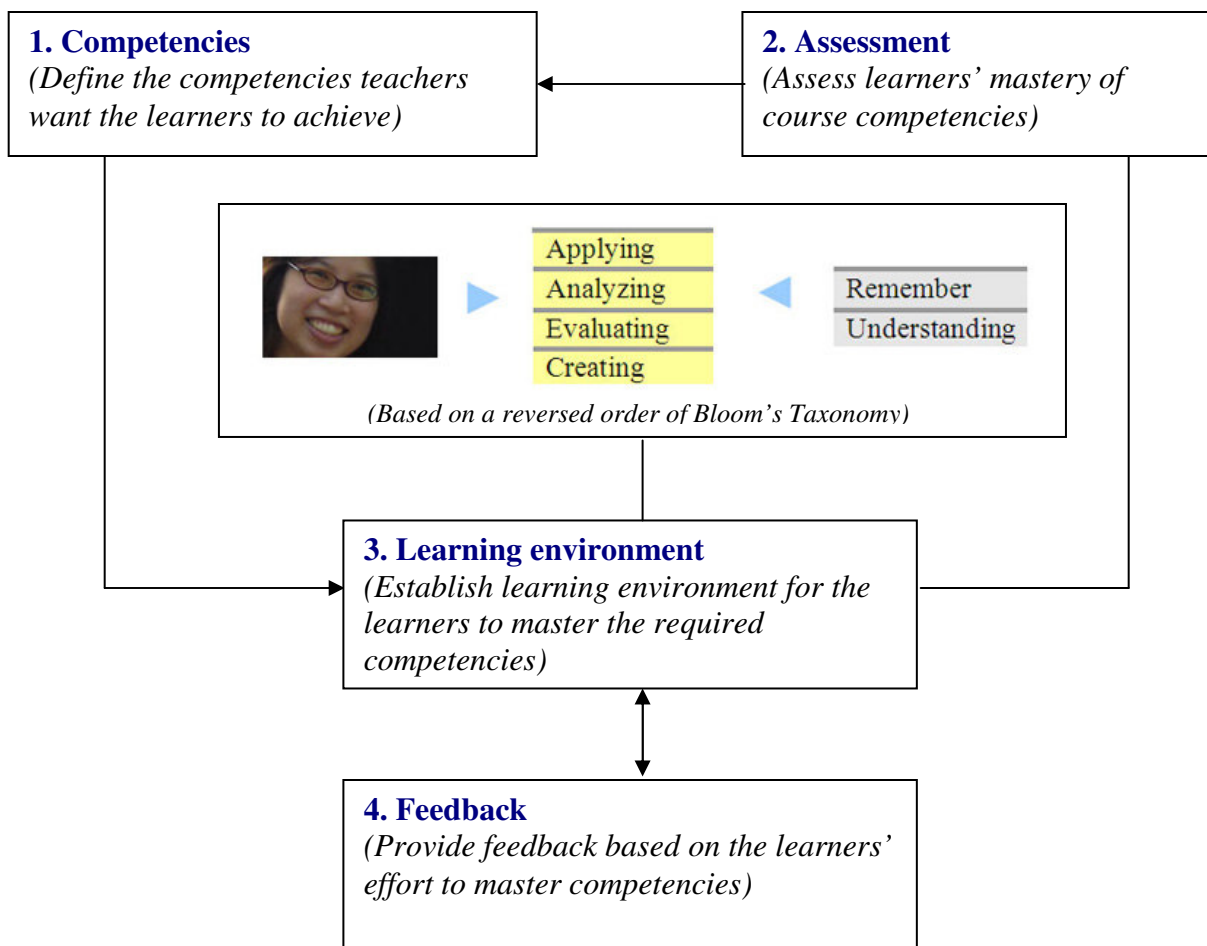 1. Competencies
(Define the competencies teachers
want the learners to achieve)
2. Assessment
(Assess learners’ mastery of
course competencies)
Applying
Analyzing
Evaluating
Creating
Remember
Understanding
(Based on a reversed order of Bloom’s Taxonomy)
3. Learning environment
(Establish learning environment for the
learners to master the required
competencies)
4. Feedback
(Provide feedback based on the learners’
effort to master competencies)